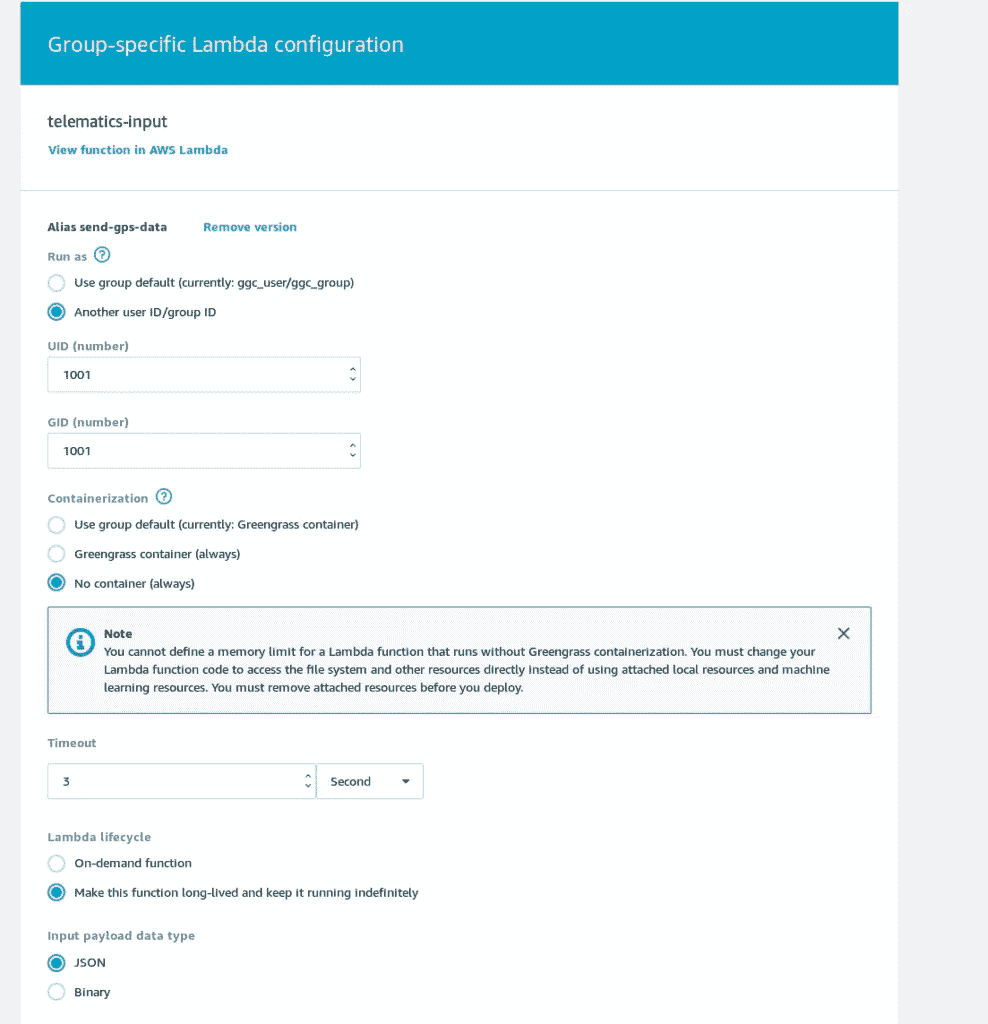 Group-specific Lambda configuration
telematics-input
View function in AWS Lambda
Alias send-gps-data Remove version
Run as ?
Use group default (currently: ggc_user/ggc_group)
Another user ID/group ID
UID (number)
1001
GID (number)
1001
Containerization ?
Use group default (currently: Greengrass container)
Greengrass container (always)
No container (always)
Note
You cannot define a memory limit for a Lambda function that runs without Greengrass containerization. You must change your
Lambda function code to access the file system and other resources directly instead of using attached local resources and machine
learning resources. You must remove attached resources before you deploy.
Timeout
3 Second
Lambda lifecycle
On-demand function
Make this function long-lived and keep it running indefinitely
Input payload data type
JSON
Binary